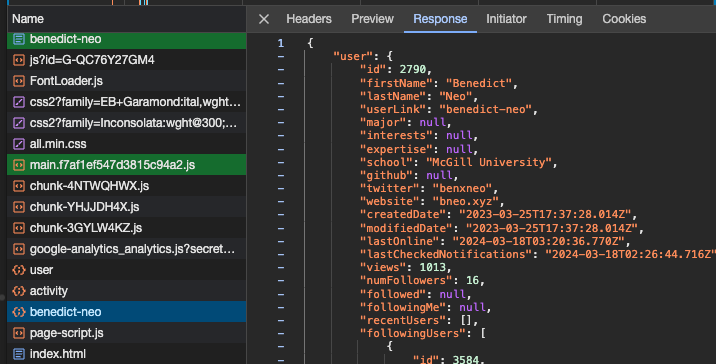 Name
benedict-neo
js?id=G-QC76Y27GM4
FontLoader.js
css2?family=EB+Garamond:ital,wght...
css2?family=Inconsolata:wght@300;...
all.min.css
main.f7af1ef547d3815c94a2.js
chunk-4NTWQHWX.js
chunk-YHJJDH4X.js
chunk-3GYLW4KZ.js
google-analytics_analytics.js?secret...
user
activity
benedict-neo
page-script.js
index.html
Headers Preview Response Initiator Timing Cookies
1 {
- "user": {
- "id": 2790,
- "firstName": "Benedict",
- "lastName": "Neo",
- "userLink": "benedict-neo",
- "major": null,
- "interests": null,
- "expertise": null,
- "school": "McGill University",
- "github": null,
- "twitter": "benxneo",
- "website": "bneo.xyz",
- "createdDate": "2023-03-25T17:37:28.014Z",
- "modifiedDate": "2023-03-25T17:37:28.014Z",
- "lastOnline": "2024-03-18T03:20:36.770Z",
- "lastCheckedNotifications": "2024-03-18T02:26:44.716Z"
- "views": 1013,
- "numFollowers": 16,
- "followed": null,
- "followingMe": null,
- "recentUsers": [],
- "followingUsers": [
- {
- "id": 3584,